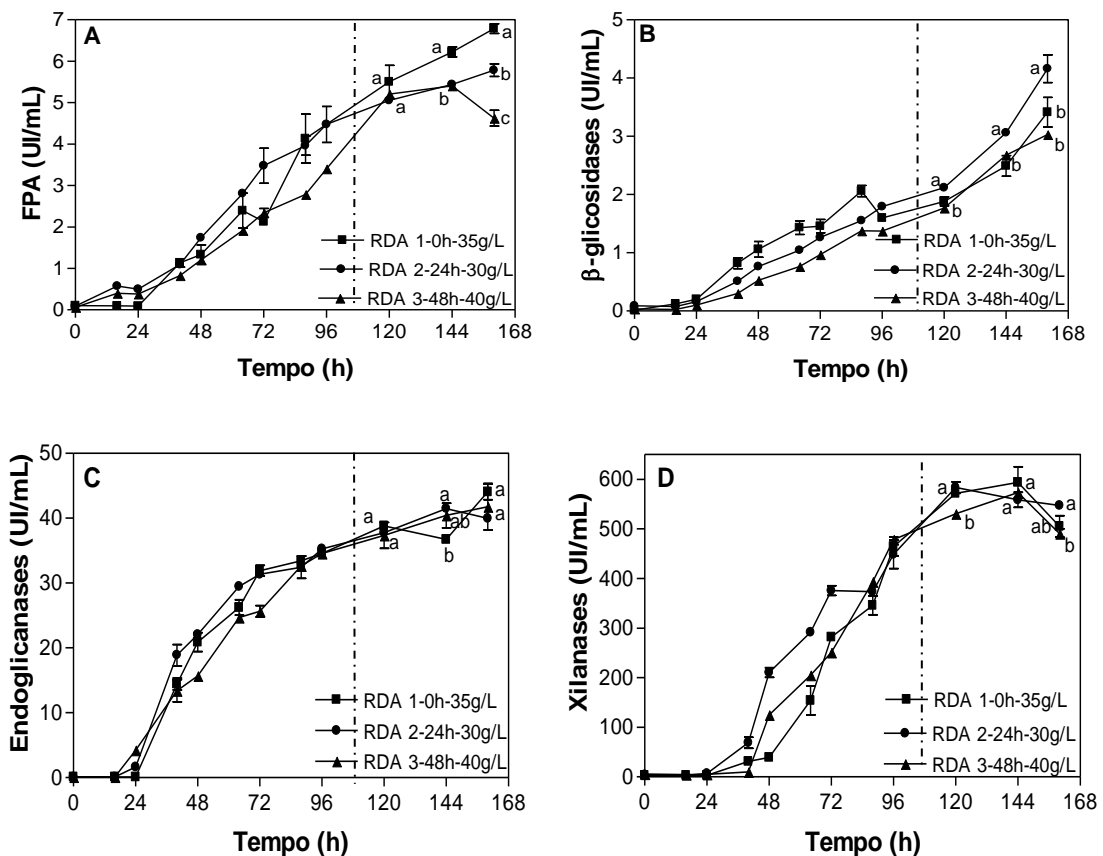 A
FPA (UI/mL)
7
6
5
4
3
2
1
0
0 24 48 72 96 120 144 168
Tempo (h)
a a a
a b b
c
RDA 1-0h-35g/L
RDA 2-24h-30g/L
RDA 3-48h-40g/L
B
β-glicosidases (UI/mL)
5
4
3
2
1
0
0 24 48 72 96 120 144 168
Tempo (h)
a a a
b b b b
RDA 1-0h-35g/L
RDA 2-24h-30g/L
RDA 3-48h-40g/L
C
Endoglicanases (UI/mL)
50
40
30
20
10
0
0 24 48 72 96 120 144 168
Tempo (h)
a a a
a ab a
b
RDA 1-0h-35g/L
RDA 2-24h-30g/L
RDA 3-48h-40g/L
D
Xilanases (UI/mL)
600
500
400
300
200
100
0
0 24 48 72 96 120 144 168
Tempo (h)
a a a
b ab b
RDA 1-0h-35g/L
RDA 2-24h-30g/L
RDA 3-48h-40g/L